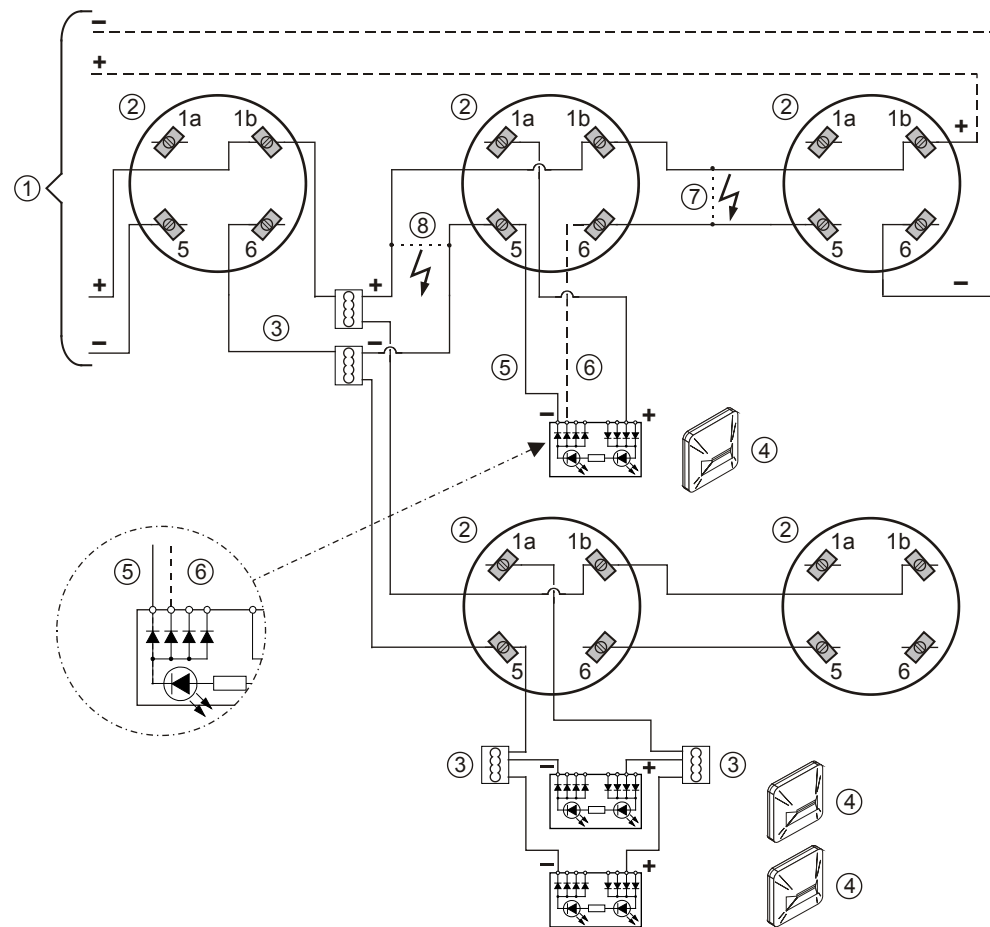 −
+
② 1a 1b ② 1a 1b ② 1a 1b +
①
⑦
5 6 5 6 5 6
⑧
+ + −
③
− − ⑤ ⑥
− +
④
② 1a 1b ② 1a 1b
⑤ ⑥
5 6 5 6
③ − + ③
④
− +
④